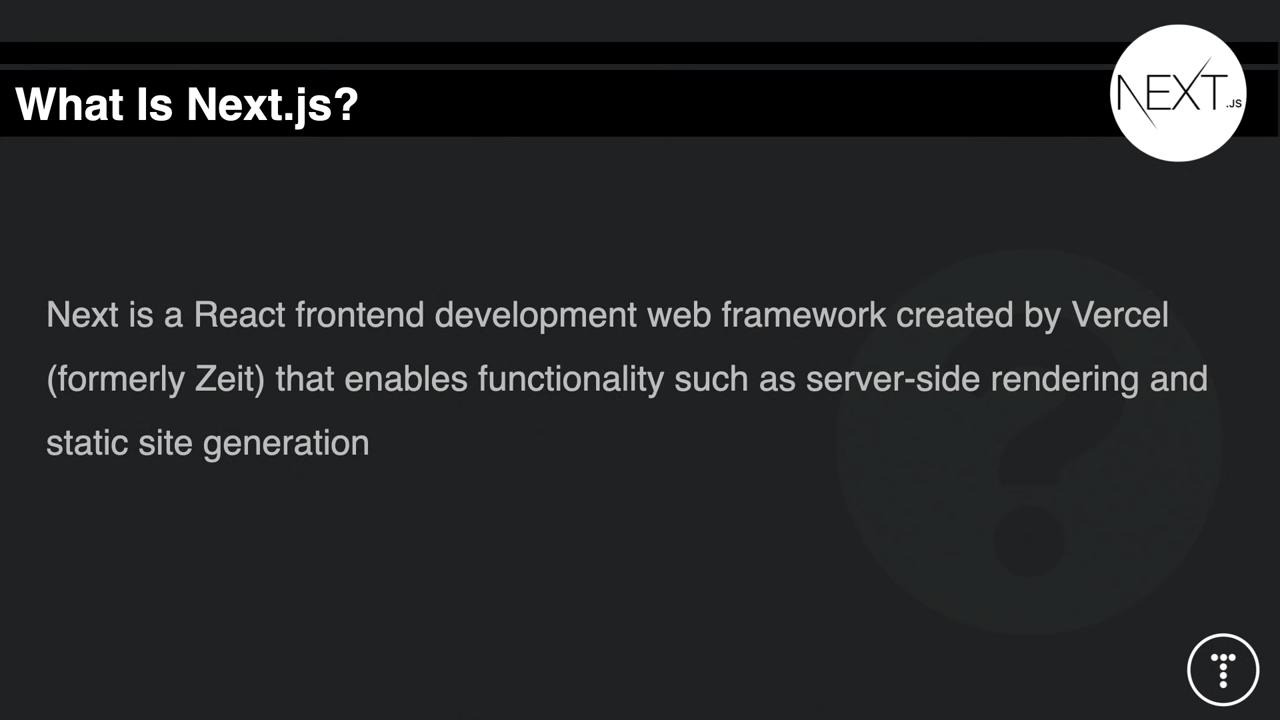 What Is Next.js?
NEXT.JS
Next is a React frontend development web framework created by Vercel
(formerly Zeit) that enables functionality such as server-side rendering and
static site generation
T